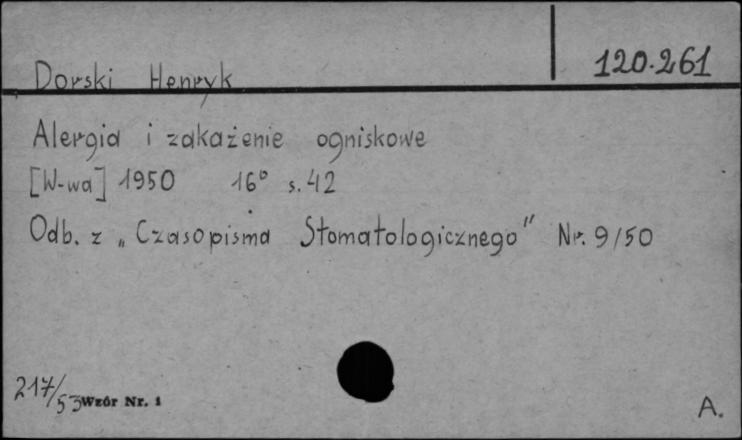 120.261
Dorski Henryk
Alergia i zakażenie ogniskowe
[W-wa] 1950 16° s. 42
Odb. z „Czasopisma Stomatologicznego" Nr. 9/50
217/53 Wzór Nr. 1
A.